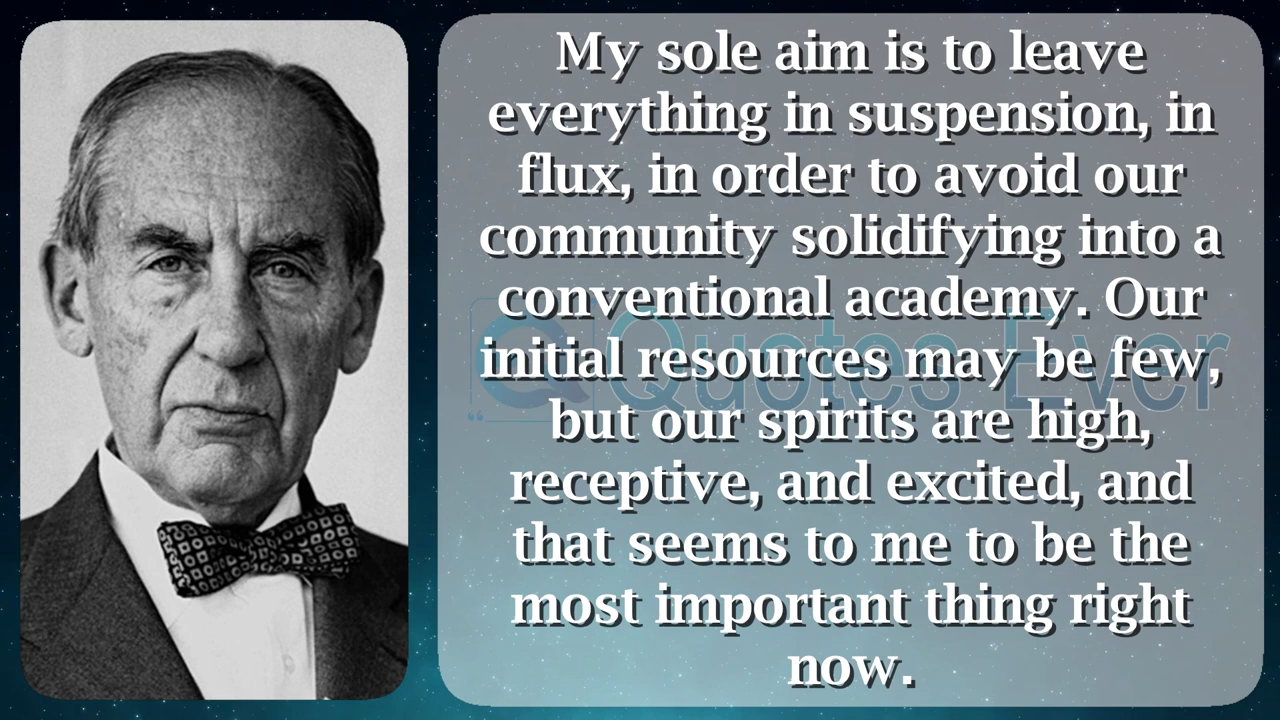 My sole aim is to leave
everything in suspension, in
flux, in order to avoid our
community solidifying into a
conventional academy. Our
initial resources may be few,
but our spirits are high,
receptive, and excited, and
that seems to me to be the
most important thing right
now.
Quotes Ever